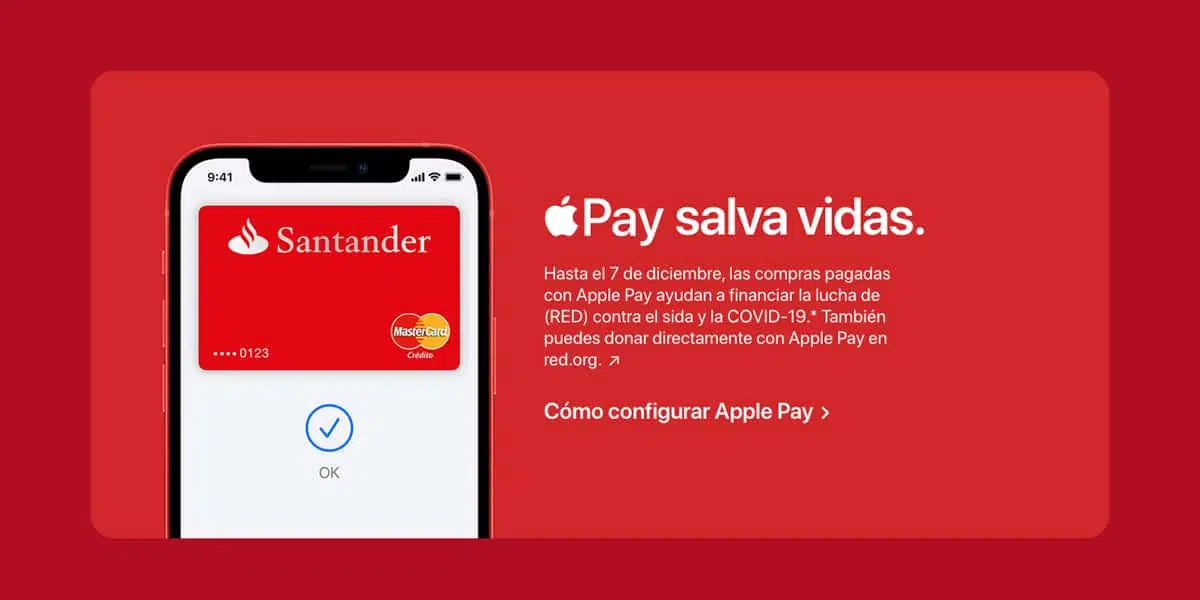 9:41
Santander
MasterCard
Crédito
•••• 0123
OK
Pay salva vidas.
Hasta el 7 de diciembre, las compras pagadas
con Apple Pay ayudan a financiar la lucha de
(RED) contra el sida y la COVID-19.* También
puedes donar directamente con Apple Pay en
red.org. ↗
Cómo configurar Apple Pay >